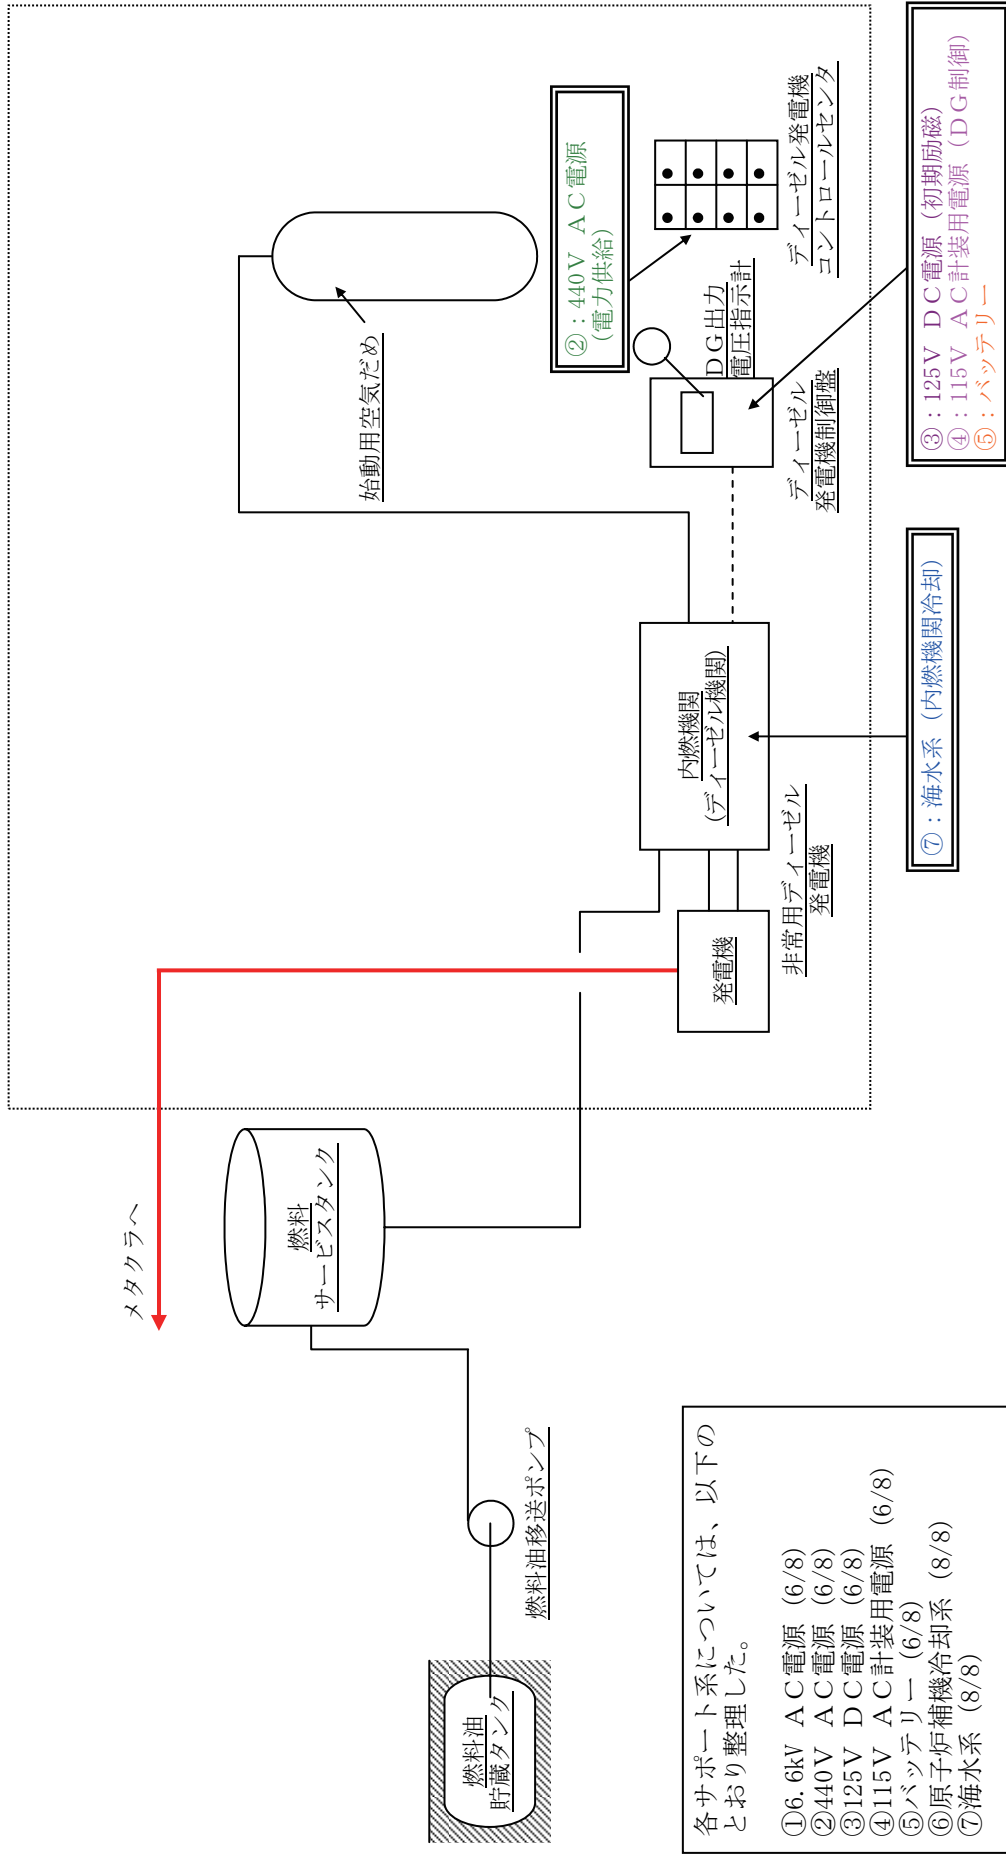 メタクラへ
始動用空気だめ
②：440V AC電源
(電力供給)
ディーゼル発電機
コントロールセンタ
DG出力
電圧指示計
ディーゼル
発電機制御盤
③：125V DC電源（初期励磁）
④：115V AC計装用電源（DG制御）
⑤：バッテリー
内燃機関
(ディーゼル機関)
⑦：海水系（内燃機関冷却）
発電機
非常用ディーゼル
発電機
燃料
サービスタンク
燃料油移送ポンプ
燃料油
貯蔵タンク
各サポート系については、以下の
とおり整理した。
①6.6kV AC電源（6/8）
②440V AC電源（6/8）
③125V DC電源（6/8）
④115V AC計装用電源（6/8）
⑤バッテリー（6/8）
⑥原子炉補機冷却系（8/8）
⑦海水系（8/8）